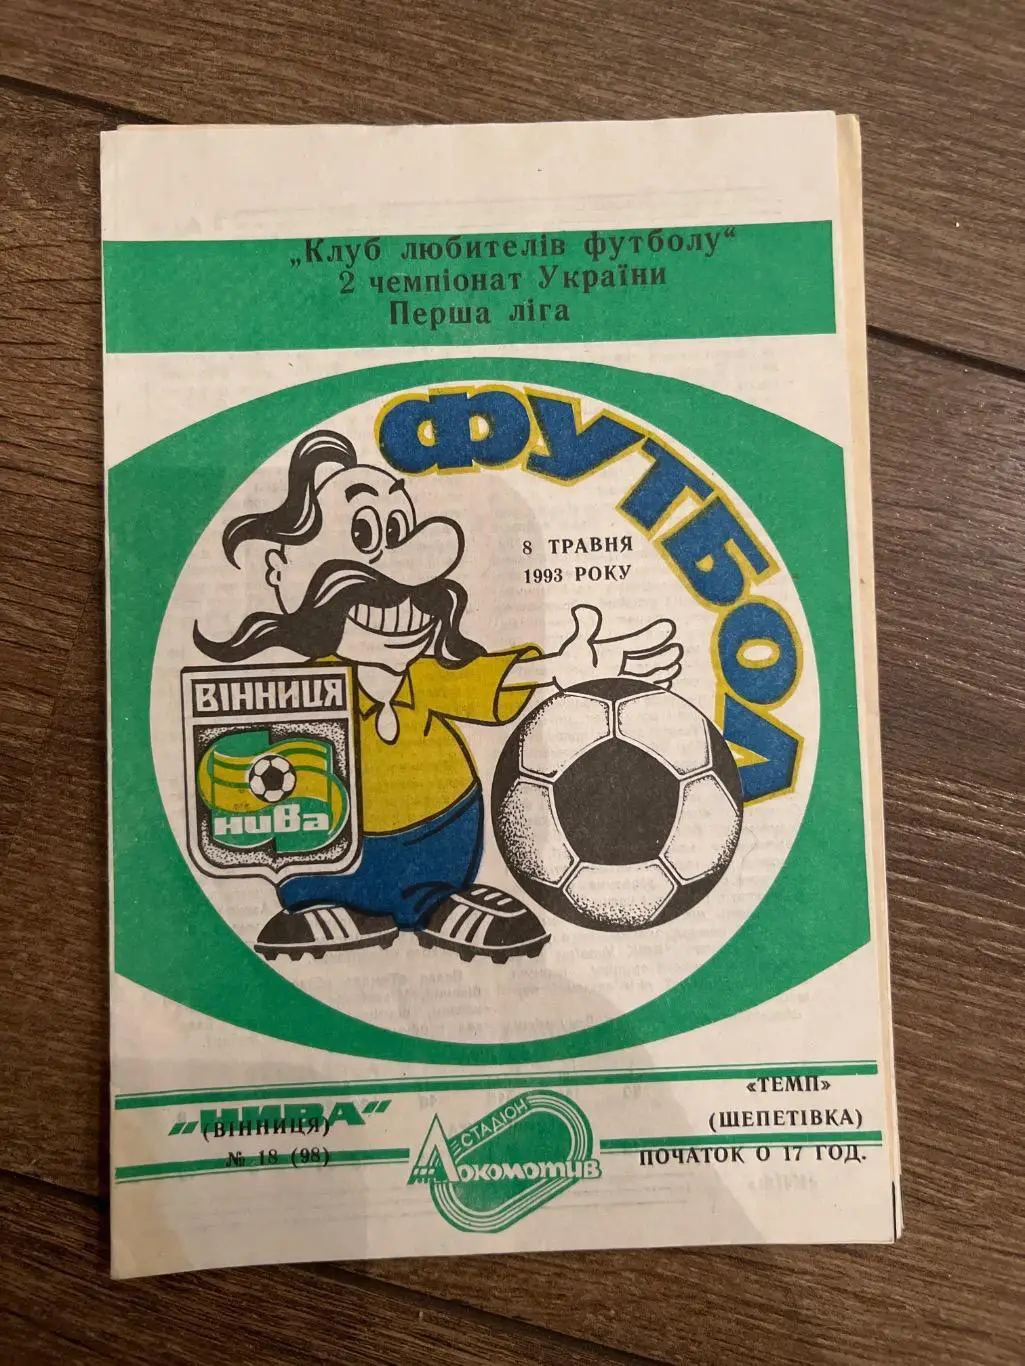 „Клуб любителів футболу“
2 чемпіонат України
Перша ліга
ФУТБОЛ
8 ТРАВНЯ
1993 РОКУ
ВІННИЦЯ
нива
„НИВА“
(ВІННИЦЯ)
№ 18 (98)
СТАДІОН
Локомотив
«ТЕМП»
(ШЕПЕТІВКА)
ПОЧАТОК О 17 ГОД.